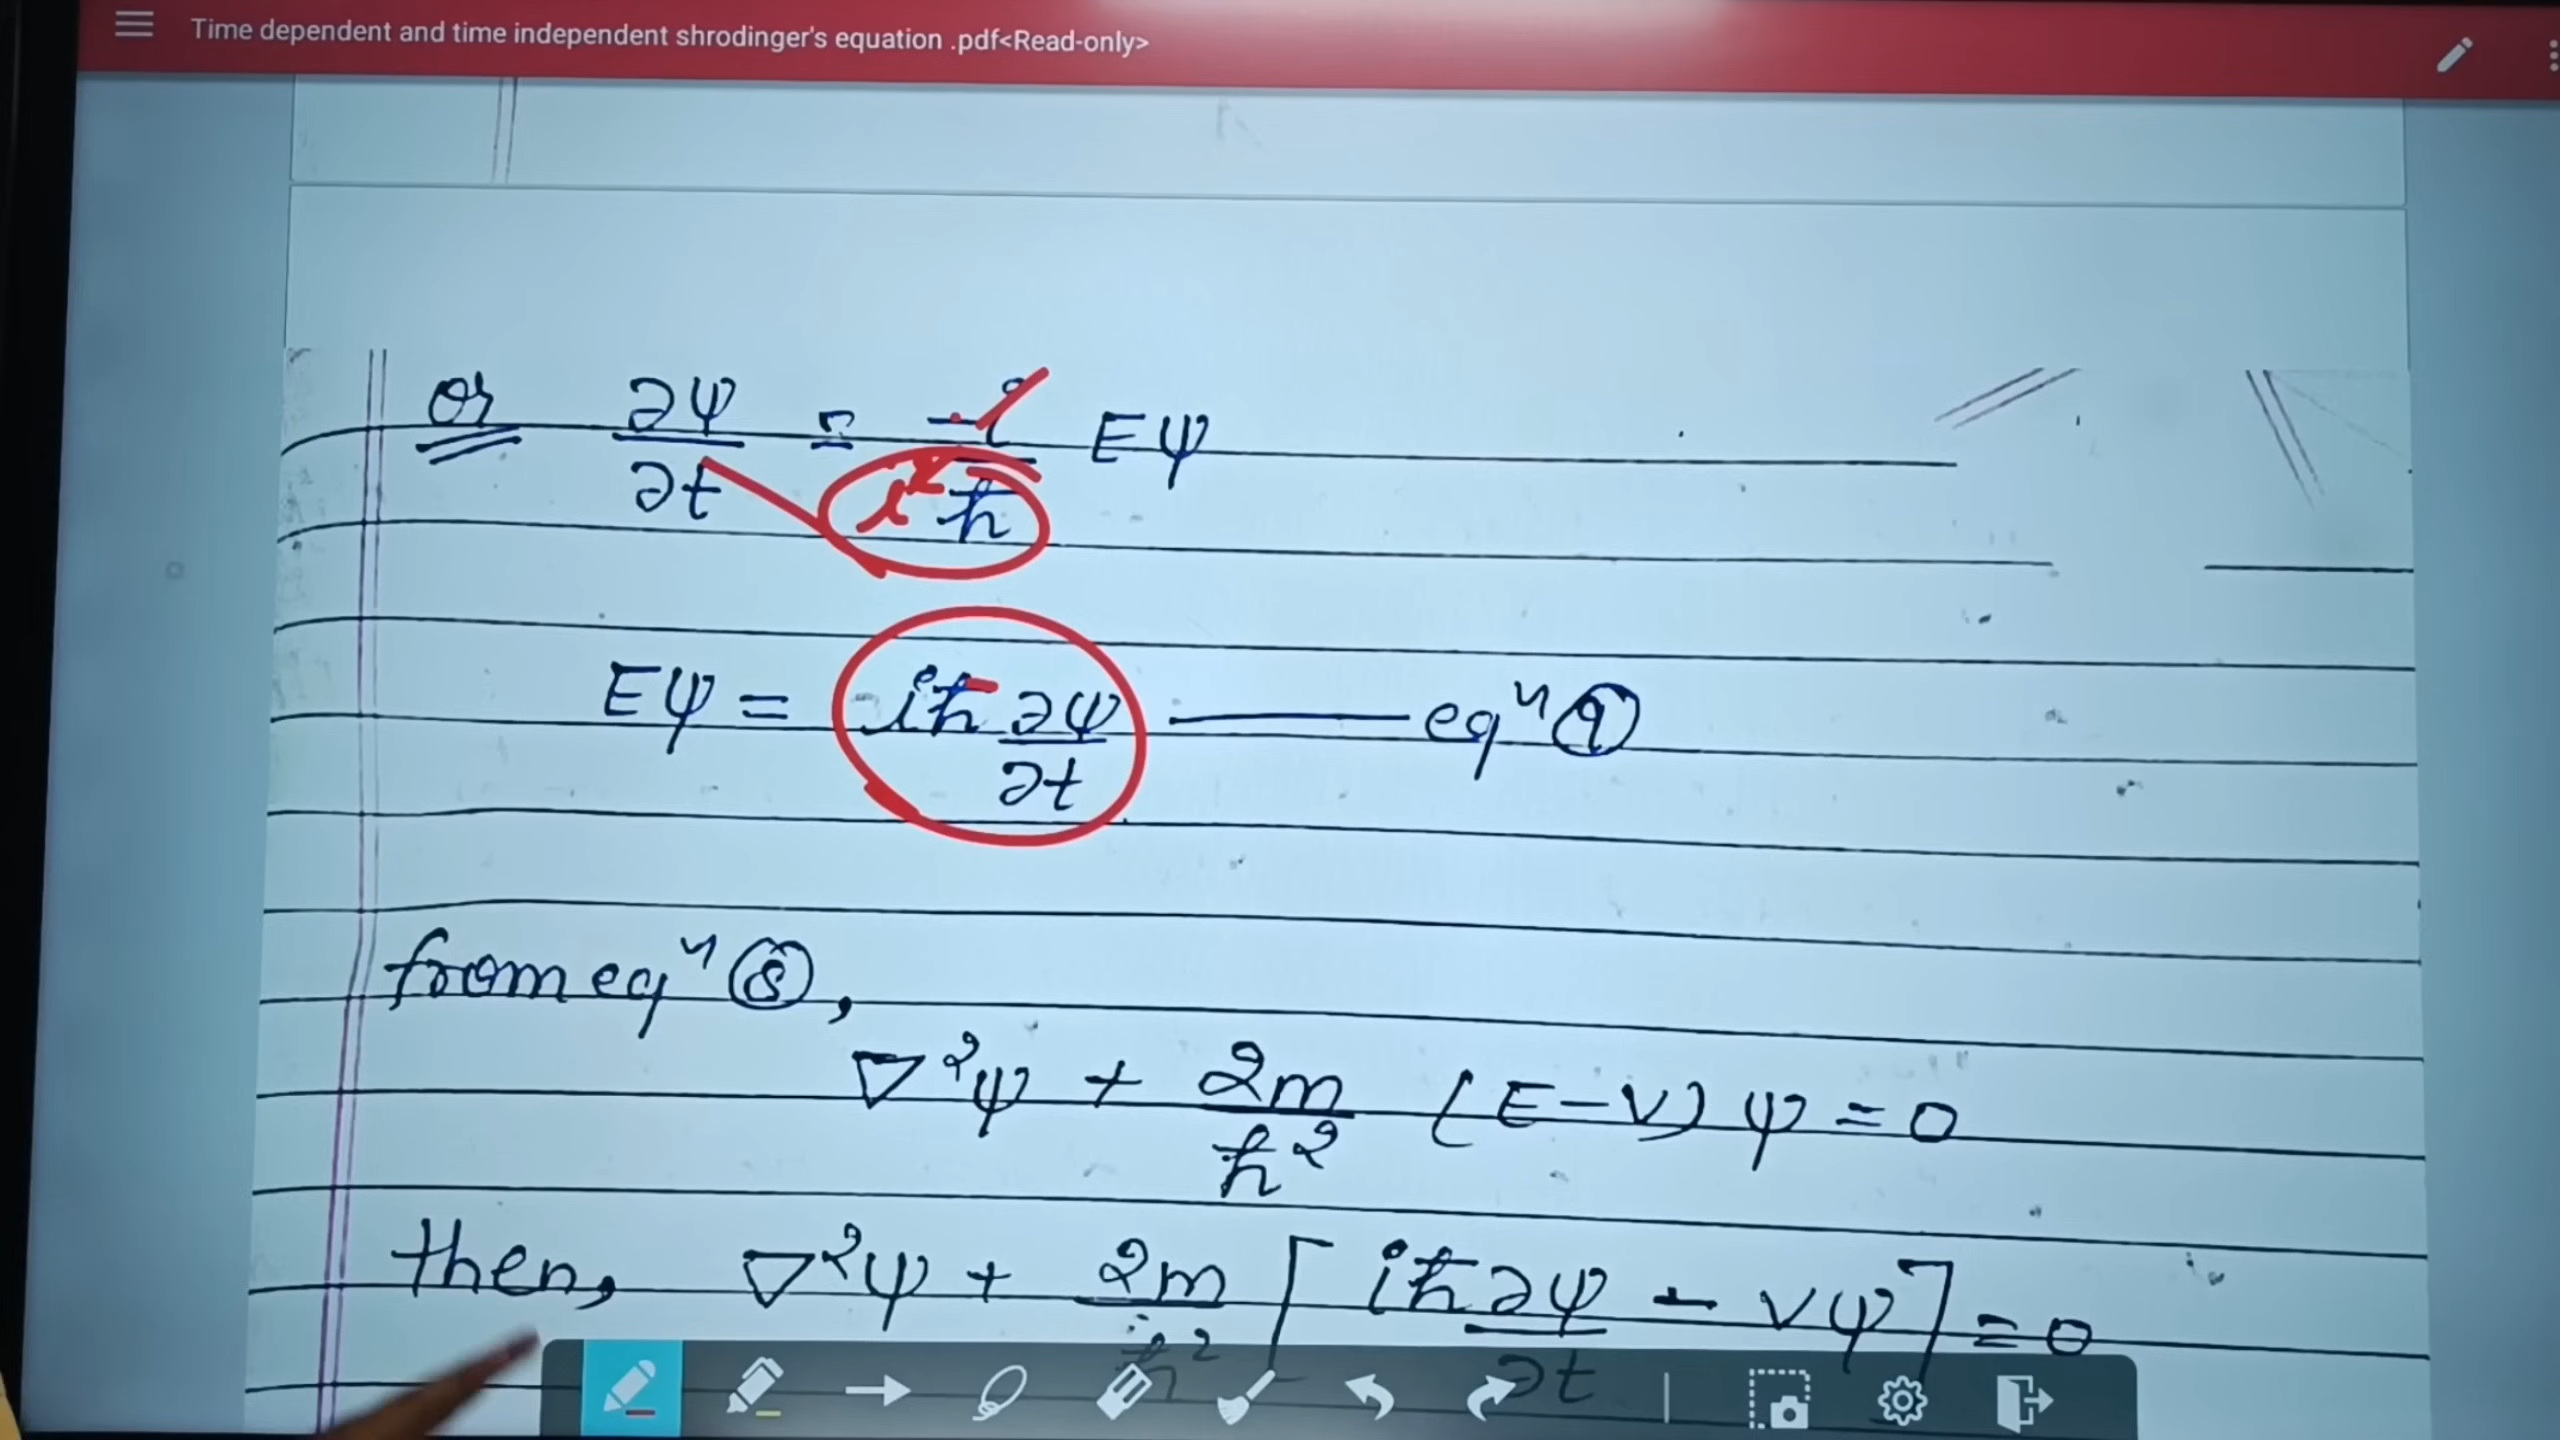 Time dependent and time independent shrodinger's equation .pdf<Read-only>
or ∂ψ/∂t = -i/ħ Eψ
i²
Eψ = iħ ∂ψ/∂t — eqⁿ (9)
from eqⁿ (8),
∇²ψ + 2m/ħ² (E-V) ψ = 0
then, ∇²ψ + 2m/ħ² [iħ ∂ψ/∂t - Vψ] = 0